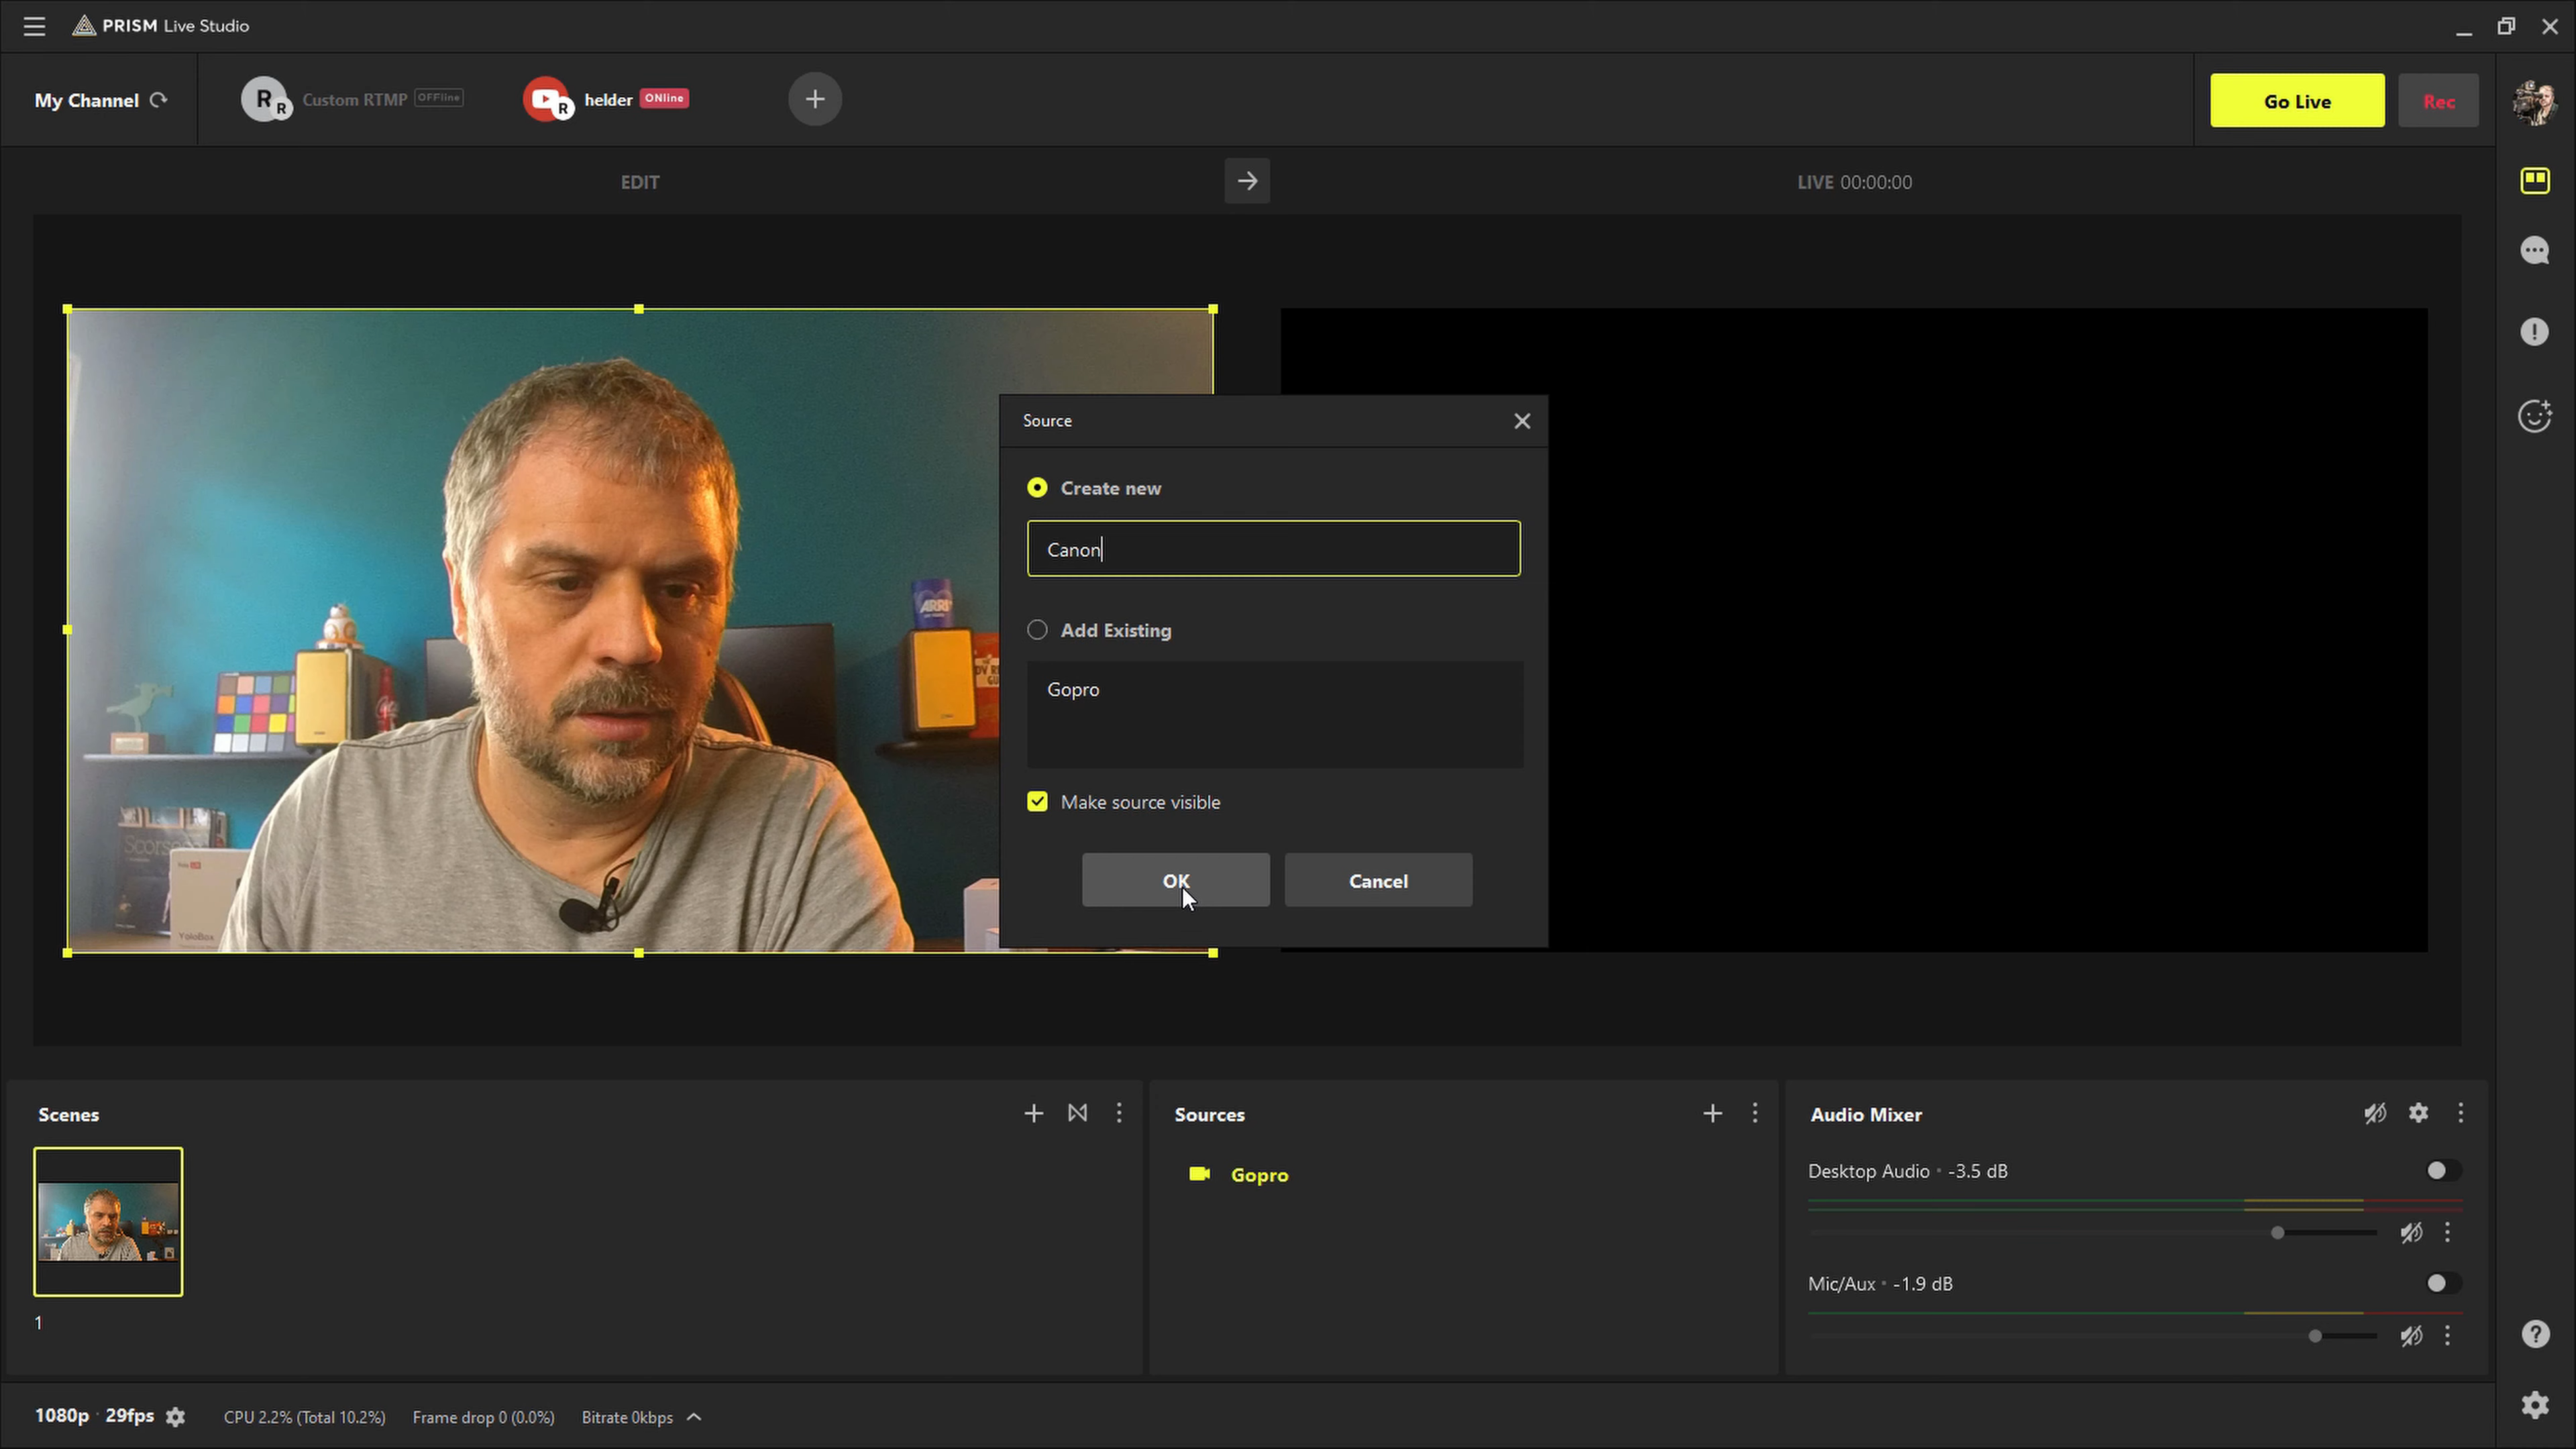 PRISM Live Studio
My Channel
R R Custom RTMP OFFline
R helder ONline
Go Live
Rec
EDIT
LIVE 00:00:00
Source
Create new
Canon
Add Existing
Gopro
Make source visible
OK
Cancel
ARRI
YoloBox
Scenes
1
Sources
Gopro
Audio Mixer
Desktop Audio • -3.5 dB
Mic/Aux • -1.9 dB
1080p · 29fps
CPU 2.2% (Total 10.2%)
Frame drop 0 (0.0%)
Bitrate 0kbps